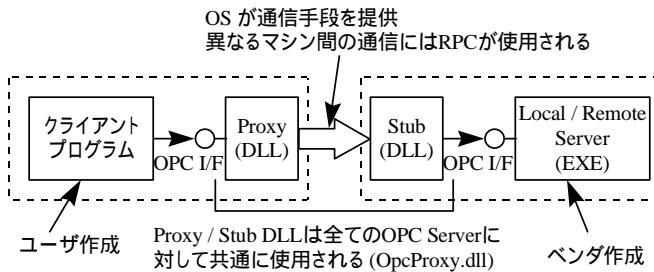 OS が通信手段を提供
異なるマシン間の通信にはRPCが使用される
クライアント
プログラム
OPC I/F
Proxy
(DLL)
Stub
(DLL)
OPC I/F
Local / Remote
Server
(EXE)
ユーザ作成
Proxy / Stub DLLは全てのOPC Serverに
対して共通に使用される (OpcProxy.dll)
ベンダ作成